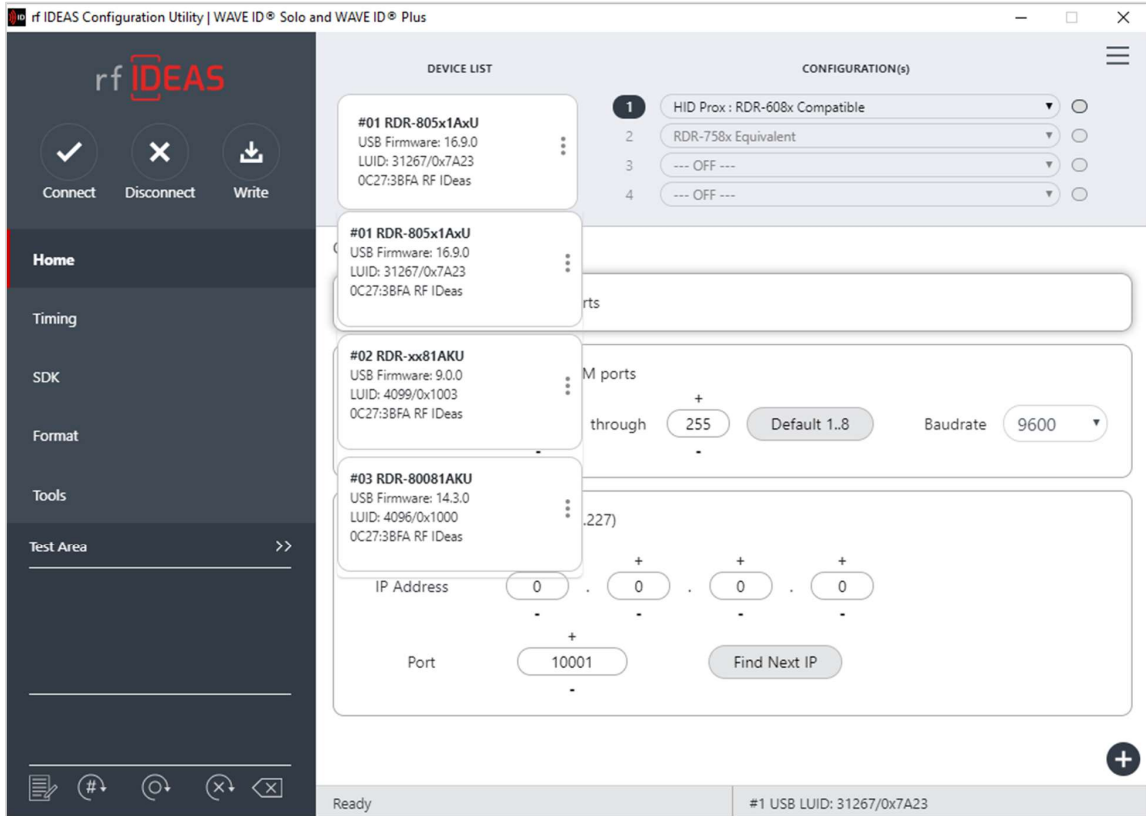 rf IDEAS Configuration Utility | WAVE ID® Solo and WAVE ID® Plus
rf IDEAS
Connect
Disconnect
Write
Home
Timing
SDK
Format
Tools
Test Area >>
DEVICE LIST
#01 RDR-805x1AxU
USB Firmware: 16.9.0
LUID: 31267/0x7A23
0C27:3BFA RF IDeas
#01 RDR-805x1AxU
USB Firmware: 16.9.0
LUID: 31267/0x7A23
0C27:3BFA RF IDeas
#02 RDR-xx81AKU
USB Firmware: 9.0.0
LUID: 4099/0x1003
0C27:3BFA RF IDeas
#03 RDR-80081AKU
USB Firmware: 14.3.0
LUID: 4096/0x1000
0C27:3BFA RF IDeas
CONFIGURATION(s)
1 HID Prox : RDR-608x Compatible
2 RDR-758x Equivalent
3 --- OFF ---
4 --- OFF ---
rts
M ports
+
through 255 Default 1..8 Baudrate 9600
- -
.227)
+ + +
IP Address 0 . 0 . 0 . 0
- - - -
+
Port 10001 Find Next IP
-
Ready
#1 USB LUID: 31267/0x7A23